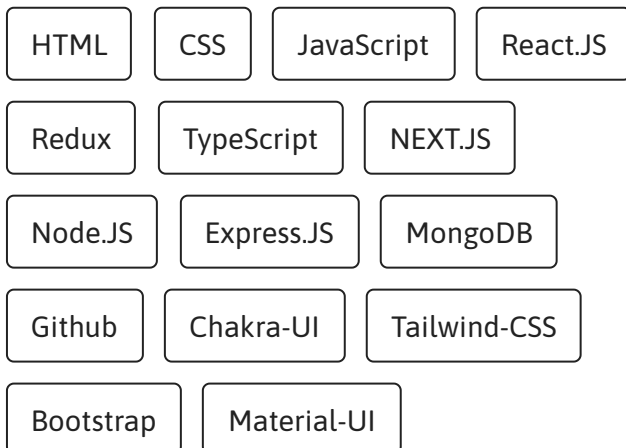 HTML CSS JavaScript React.JS
Redux TypeScript NEXT.JS
Node.JS Express.JS MongoDB
Github Chakra-UI Tailwind-CSS
Bootstrap Material-UI